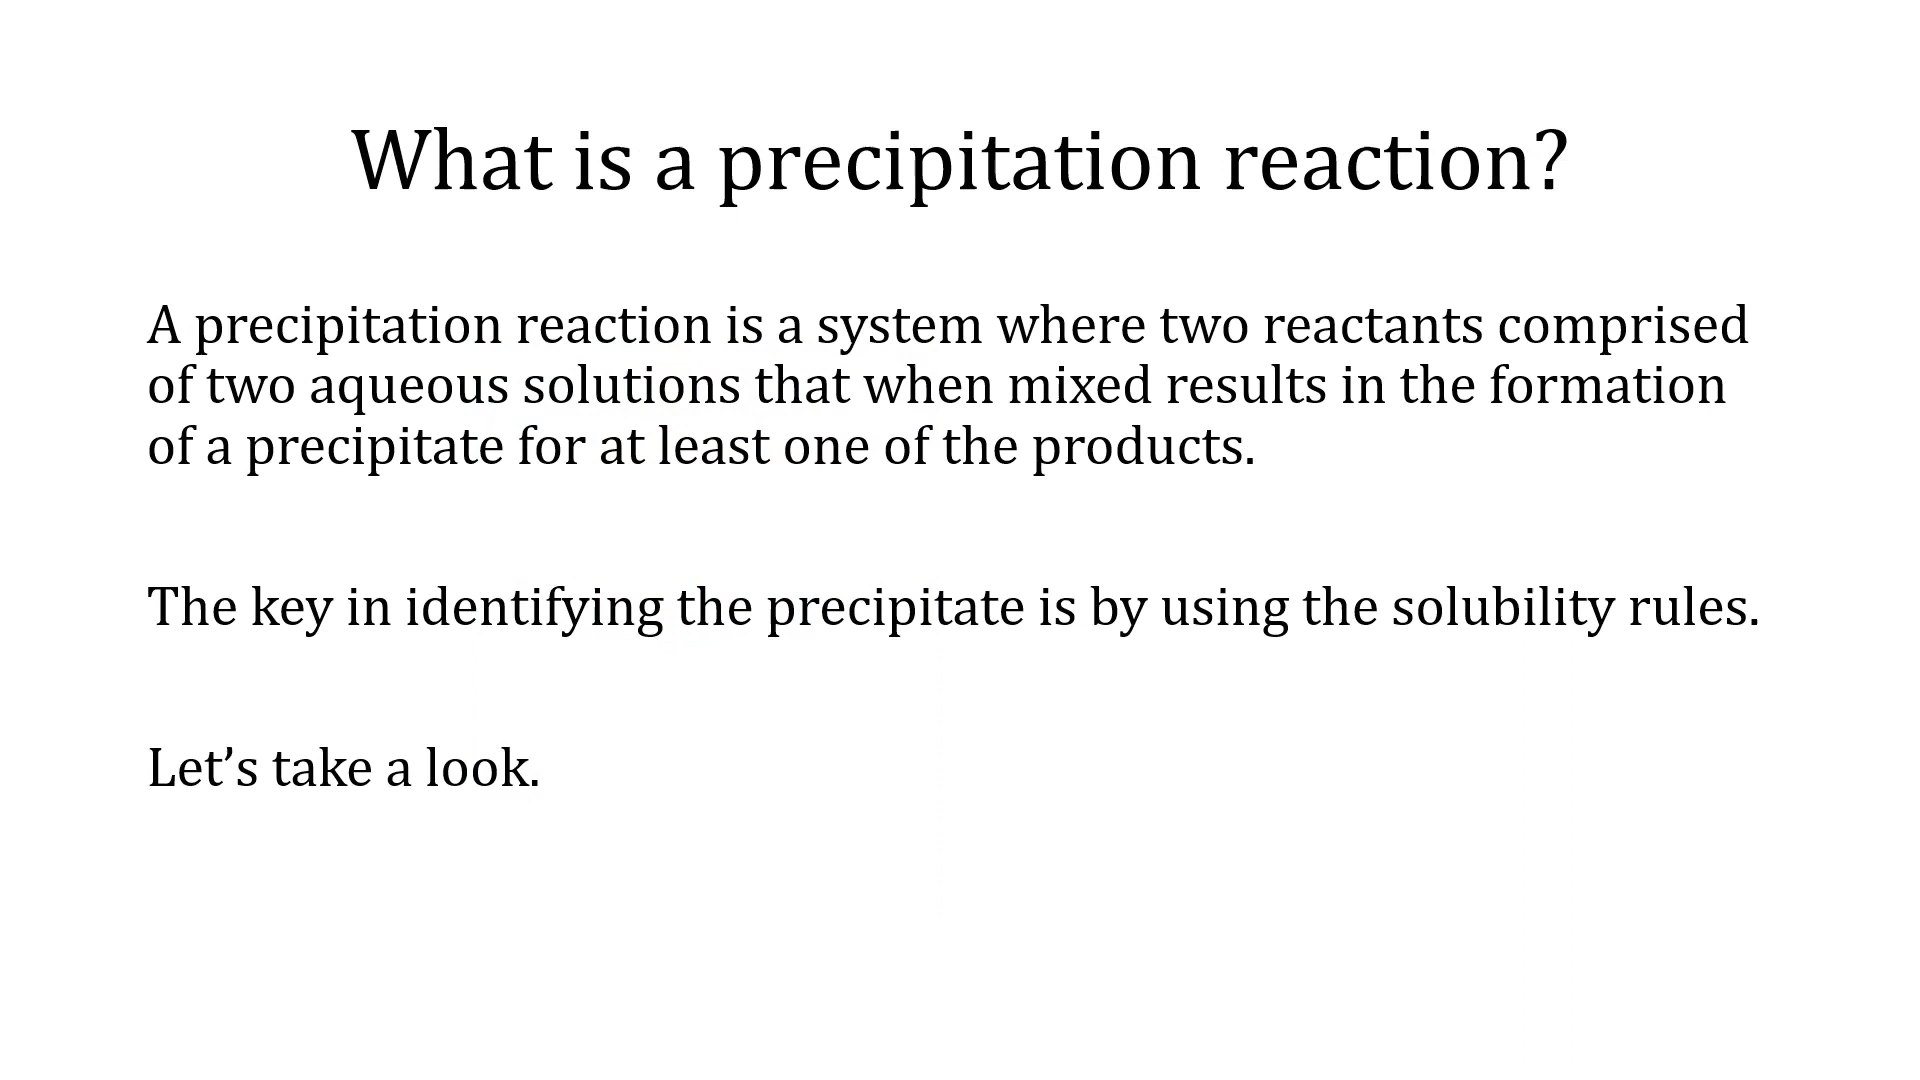 What is a precipitation reaction?
A precipitation reaction is a system where two reactants comprised
of two aqueous solutions that when mixed results in the formation
of a precipitate for at least one of the products.
The key in identifying the precipitate is by using the solubility rules.
Let’s take a look.